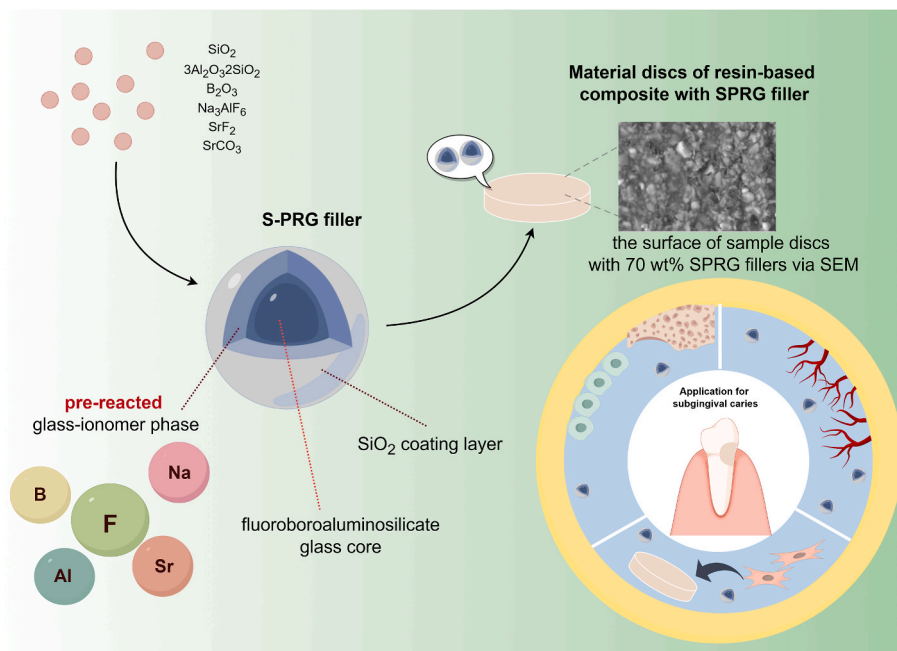 SiO₂
3Al₂O₃2SiO₂
B₂O₃
Na₃AlF₆
SrF₂
SrCO₃
Material discs of resin-based
composite with SPRG filler
S-PRG filler
the surface of sample discs
with 70 wt% SPRG fillers via SEM
pre-reacted
glass-ionomer phase
SiO₂ coating layer
fluoroboroaluminosilicate
glass core
B
Na
F
Al
Sr
Application for
subgingival caries